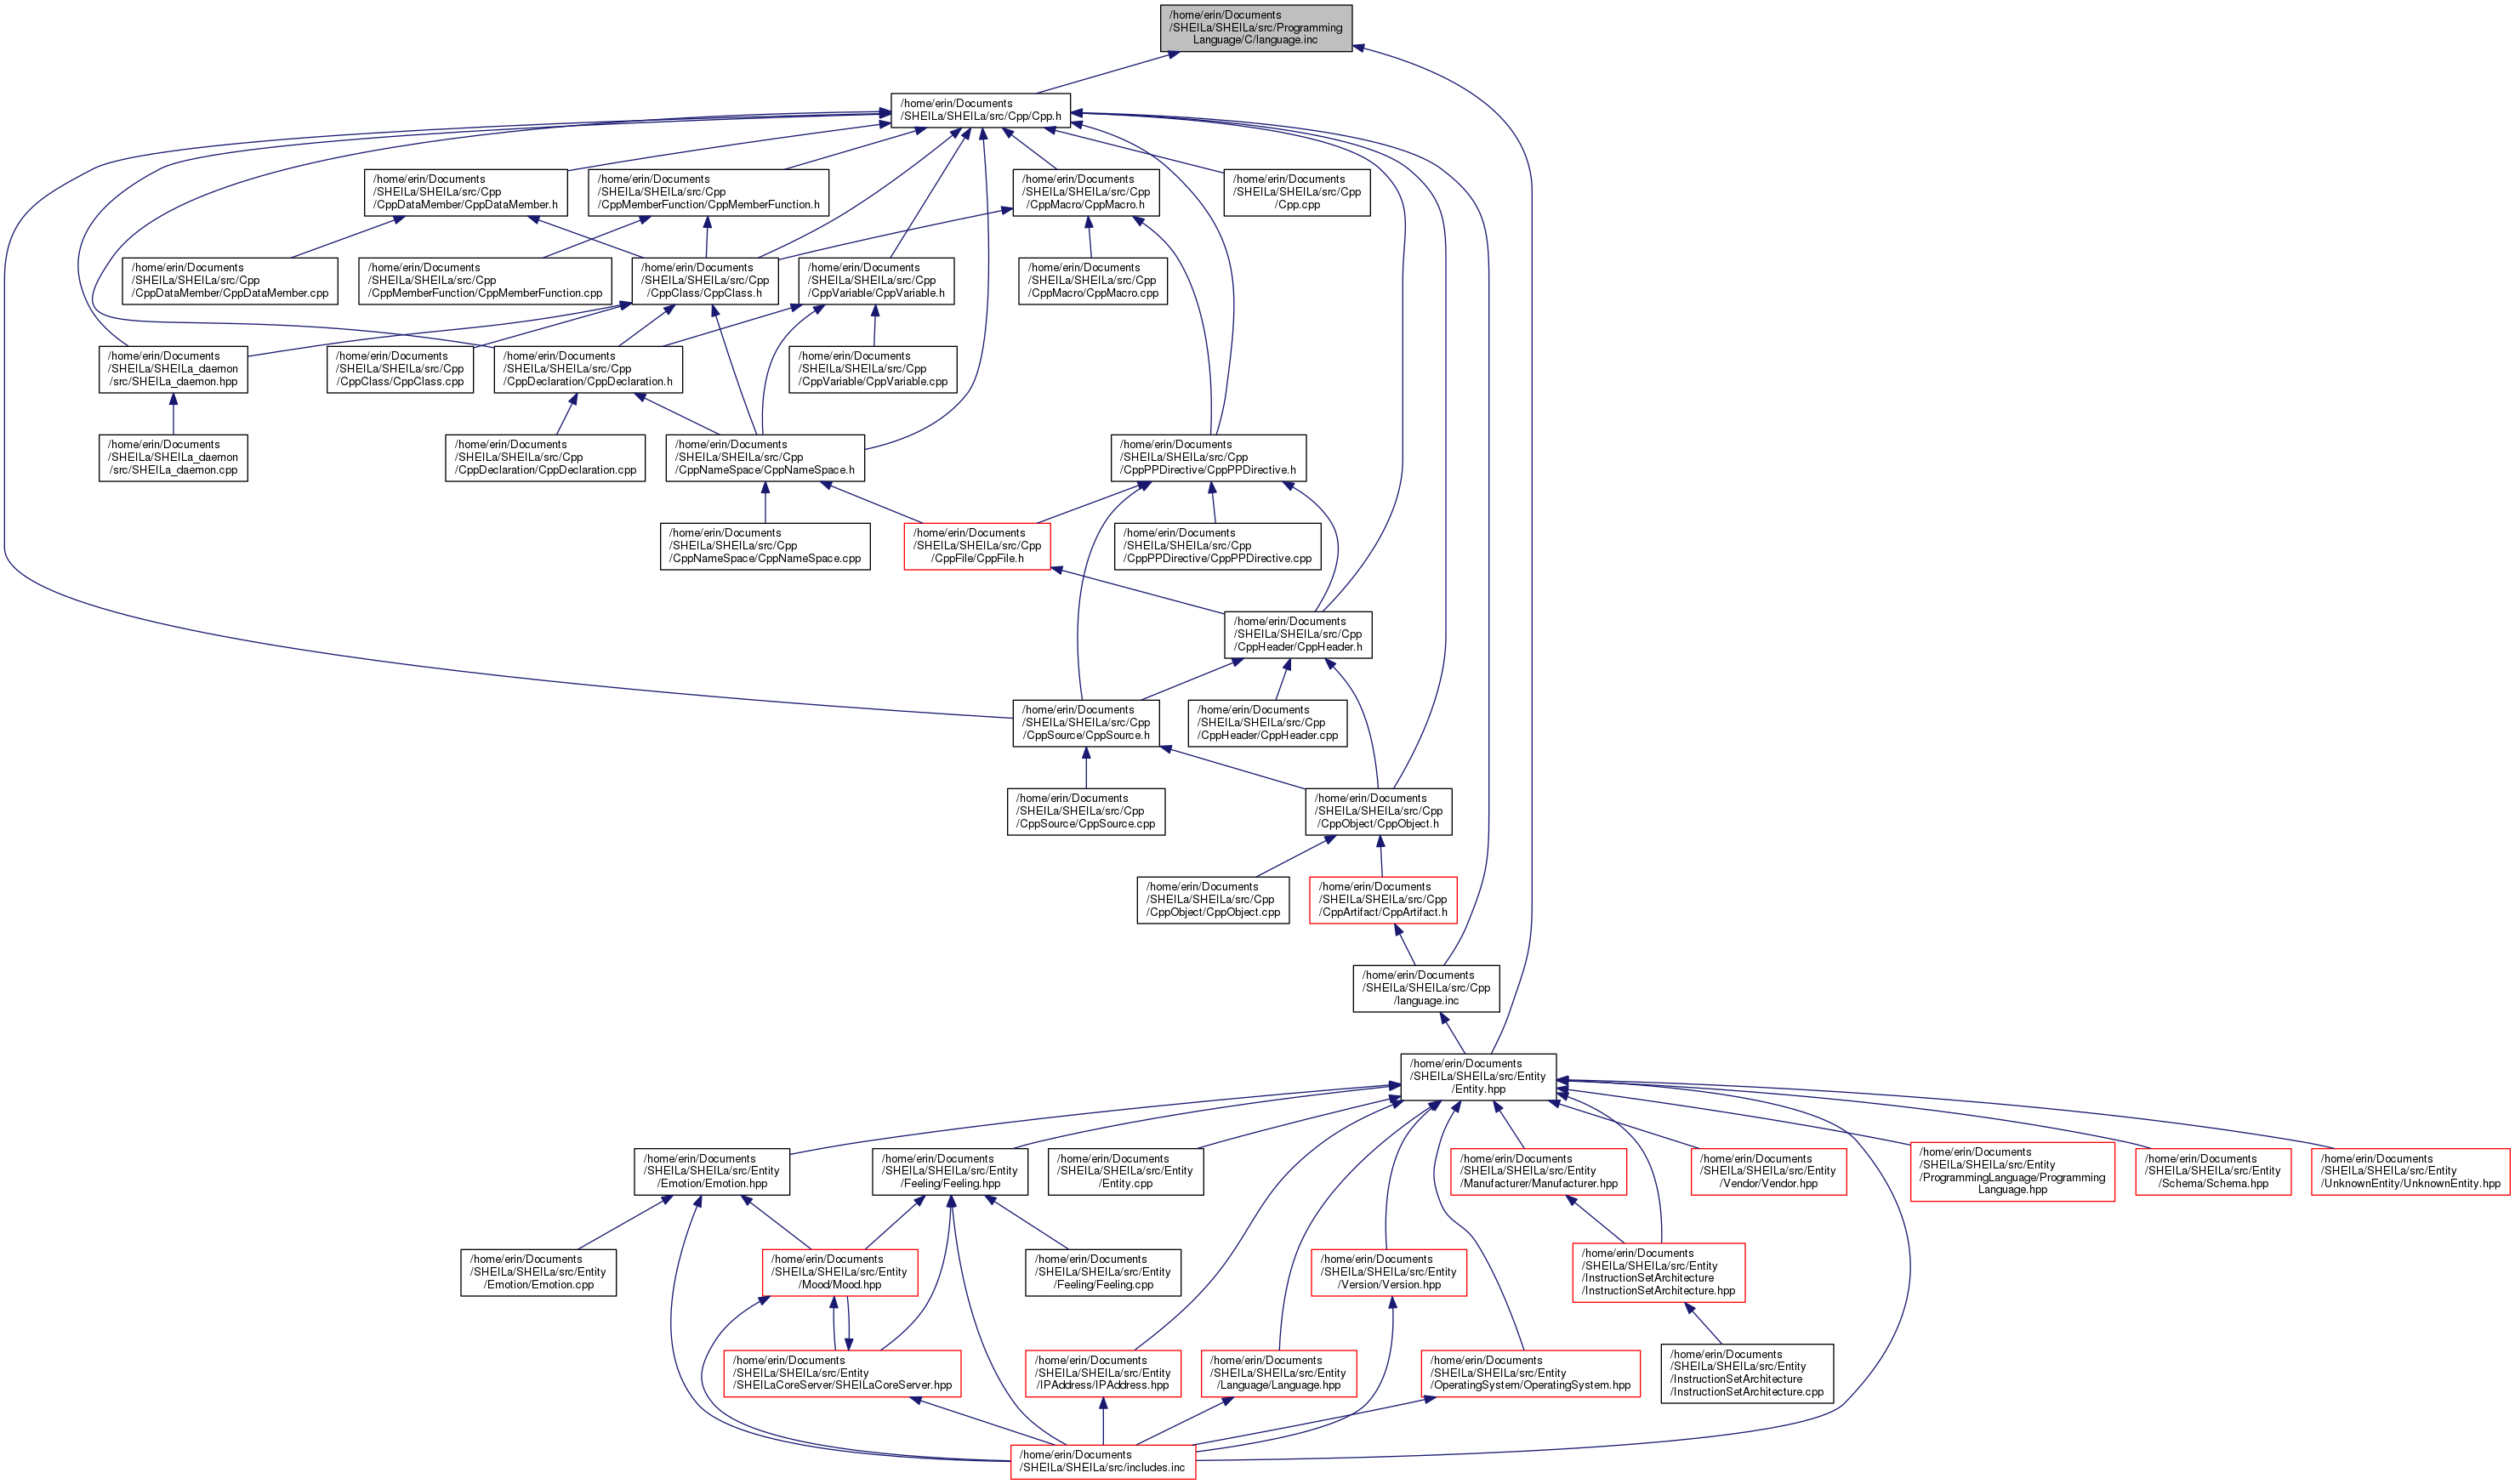 /home/erin/Documents
/SHEILa/SHEILa/src/Programming
Language/C/language.inc
/home/erin/Documents
/SHEILa/SHEILa/src/Cpp/Cpp.h
/home/erin/Documents
/SHEILa/SHEILa/src/Cpp
/CppDataMember/CppDataMember.h
/home/erin/Documents
/SHEILa/SHEILa/src/Cpp
/CppMemberFunction/CppMemberFunction.h
/home/erin/Documents
/SHEILa/SHEILa/src/Cpp
/CppMacro/CppMacro.h
/home/erin/Documents
/SHEILa/SHEILa/src/Cpp
/Cpp.cpp
/home/erin/Documents
/SHEILa/SHEILa/src/Cpp
/CppDataMember/CppDataMember.cpp
/home/erin/Documents
/SHEILa/SHEILa/src/Cpp
/CppMemberFunction/CppMemberFunction.cpp
/home/erin/Documents
/SHEILa/SHEILa/src/Cpp
/CppClass/CppClass.h
/home/erin/Documents
/SHEILa/SHEILa/src/Cpp
/CppVariable/CppVariable.h
/home/erin/Documents
/SHEILa/SHEILa/src/Cpp
/CppMacro/CppMacro.cpp
/home/erin/Documents
/SHEILa/SHEILa_daemon
/src/SHEILa_daemon.hpp
/home/erin/Documents
/SHEILa/SHEILa/src/Cpp
/CppClass/CppClass.cpp
/home/erin/Documents
/SHEILa/SHEILa/src/Cpp
/CppDeclaration/CppDeclaration.h
/home/erin/Documents
/SHEILa/SHEILa/src/Cpp
/CppVariable/CppVariable.cpp
/home/erin/Documents
/SHEILa/SHEILa_daemon
/src/SHEILa_daemon.cpp
/home/erin/Documents
/SHEILa/SHEILa/src/Cpp
/CppDeclaration/CppDeclaration.cpp
/home/erin/Documents
/SHEILa/SHEILa/src/Cpp
/CppNameSpace/CppNameSpace.h
/home/erin/Documents
/SHEILa/SHEILa/src/Cpp
/CppPPDirective/CppPPDirective.h
/home/erin/Documents
/SHEILa/SHEILa/src/Cpp
/CppNameSpace/CppNameSpace.cpp
/home/erin/Documents
/SHEILa/SHEILa/src/Cpp
/CppFile/CppFile.h
/home/erin/Documents
/SHEILa/SHEILa/src/Cpp
/CppPPDirective/CppPPDirective.cpp
/home/erin/Documents
/SHEILa/SHEILa/src/Cpp
/CppHeader/CppHeader.h
/home/erin/Documents
/SHEILa/SHEILa/src/Cpp
/CppSource/CppSource.h
/home/erin/Documents
/SHEILa/SHEILa/src/Cpp
/CppHeader/CppHeader.cpp
/home/erin/Documents
/SHEILa/SHEILa/src/Cpp
/CppSource/CppSource.cpp
/home/erin/Documents
/SHEILa/SHEILa/src/Cpp
/CppObject/CppObject.h
/home/erin/Documents
/SHEILa/SHEILa/src/Cpp
/CppObject/CppObject.cpp
/home/erin/Documents
/SHEILa/SHEILa/src/Cpp
/CppArtifact/CppArtifact.h
/home/erin/Documents
/SHEILa/SHEILa/src/Cpp
/language.inc
/home/erin/Documents
/SHEILa/SHEILa/src/Entity
/Entity.hpp
/home/erin/Documents
/SHEILa/SHEILa/src/Entity
/Emotion/Emotion.hpp
/home/erin/Documents
/SHEILa/SHEILa/src/Entity
/Feeling/Feeling.hpp
/home/erin/Documents
/SHEILa/SHEILa/src/Entity
/Entity.cpp
/home/erin/Documents
/SHEILa/SHEILa/src/Entity
/Manufacturer/Manufacturer.hpp
/home/erin/Documents
/SHEILa/SHEILa/src/Entity
/Vendor/Vendor.hpp
/home/erin/Documents
/SHEILa/SHEILa/src/Entity
/ProgrammingLanguage/Programming
Language.hpp
/home/erin/Documents
/SHEILa/SHEILa/src/Entity
/Schema/Schema.hpp
/home/erin/Documents
/SHEILa/SHEILa/src/Entity
/UnknownEntity/UnknownEntity.hpp
/home/erin/Documents
/SHEILa/SHEILa/src/Entity
/Emotion/Emotion.cpp
/home/erin/Documents
/SHEILa/SHEILa/src/Entity
/Mood/Mood.hpp
/home/erin/Documents
/SHEILa/SHEILa/src/Entity
/Feeling/Feeling.cpp
/home/erin/Documents
/SHEILa/SHEILa/src/Entity
/Version/Version.hpp
/home/erin/Documents
/SHEILa/SHEILa/src/Entity
/InstructionSetArchitecture
/InstructionSetArchitecture.hpp
/home/erin/Documents
/SHEILa/SHEILa/src/Entity
/SHEILaCoreServer/SHEILaCoreServer.hpp
/home/erin/Documents
/SHEILa/SHEILa/src/Entity
/IPAddress/IPAddress.hpp
/home/erin/Documents
/SHEILa/SHEILa/src/Entity
/Language/Language.hpp
/home/erin/Documents
/SHEILa/SHEILa/src/Entity
/OperatingSystem/OperatingSystem.hpp
/home/erin/Documents
/SHEILa/SHEILa/src/Entity
/InstructionSetArchitecture
/InstructionSetArchitecture.cpp
/home/erin/Documents
/SHEILa/SHEILa/src/includes.inc